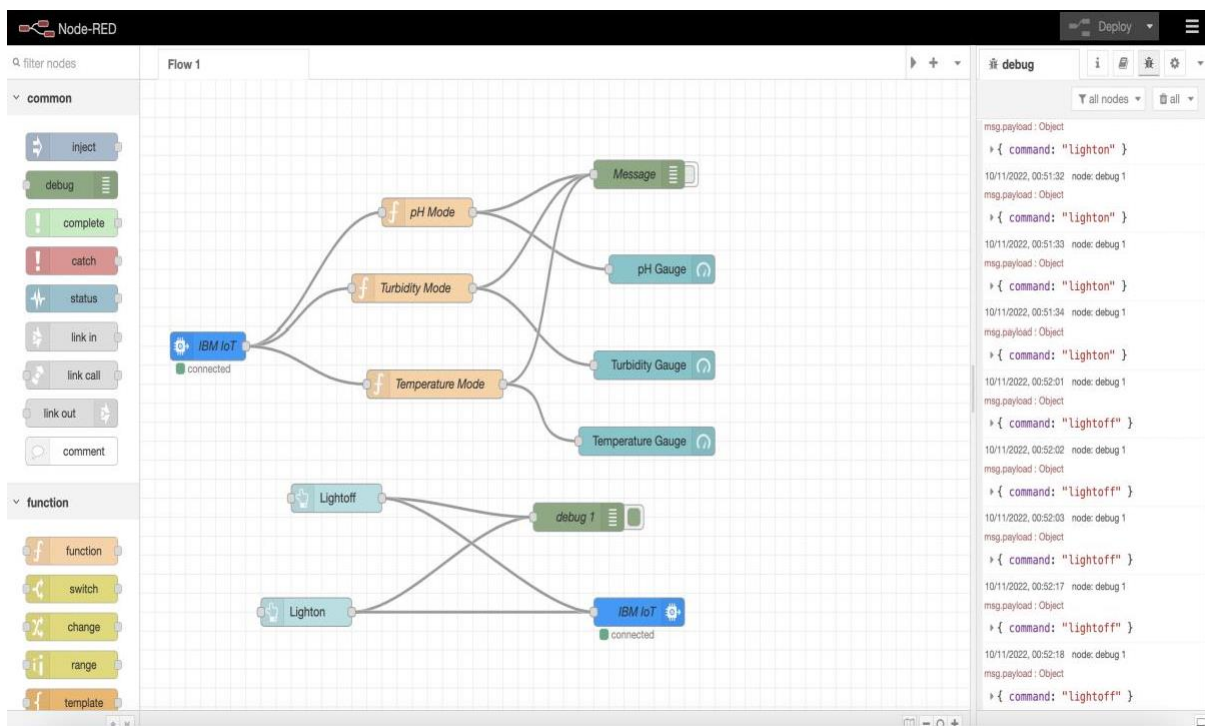 Node-RED
Deploy
filter nodes
Flow 1
debug
i
all nodes
all
common
inject
debug
complete
catch
status
link in
link call
link out
comment
function
function
switch
change
range
template
IBM IoT
connected
pH Mode
Turbidity Mode
Temperature Mode
Message
pH Gauge
Turbidity Gauge
Temperature Gauge
Lightoff
Lighton
debug 1
IBM IoT
connected
msg.payload : Object
{ command: "lighton" }
10/11/2022, 00:51:32 node: debug 1
msg.payload : Object
{ command: "lighton" }
10/11/2022, 00:51:33 node: debug 1
msg.payload : Object
{ command: "lighton" }
10/11/2022, 00:51:34 node: debug 1
msg.payload : Object
{ command: "lighton" }
10/11/2022, 00:52:01 node: debug 1
msg.payload : Object
{ command: "lightoff" }
10/11/2022, 00:52:02 node: debug 1
msg.payload : Object
{ command: "lightoff" }
10/11/2022, 00:52:03 node: debug 1
msg.payload : Object
{ command: "lightoff" }
10/11/2022, 00:52:17 node: debug 1
msg.payload : Object
{ command: "lightoff" }
10/11/2022, 00:52:18 node: debug 1
msg.payload : Object
{ command: "lightoff" }